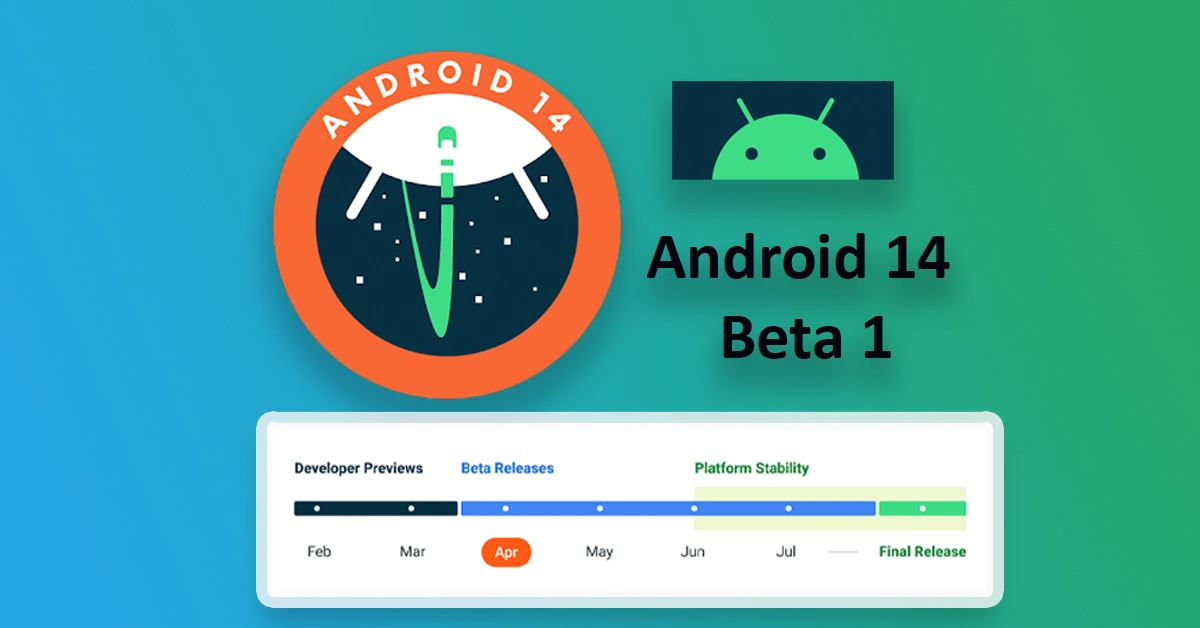 ANDROID 14
Android 14
Beta 1
Developer Previews Beta Releases Platform Stability
Feb Mar Apr May Jun Jul Final Release